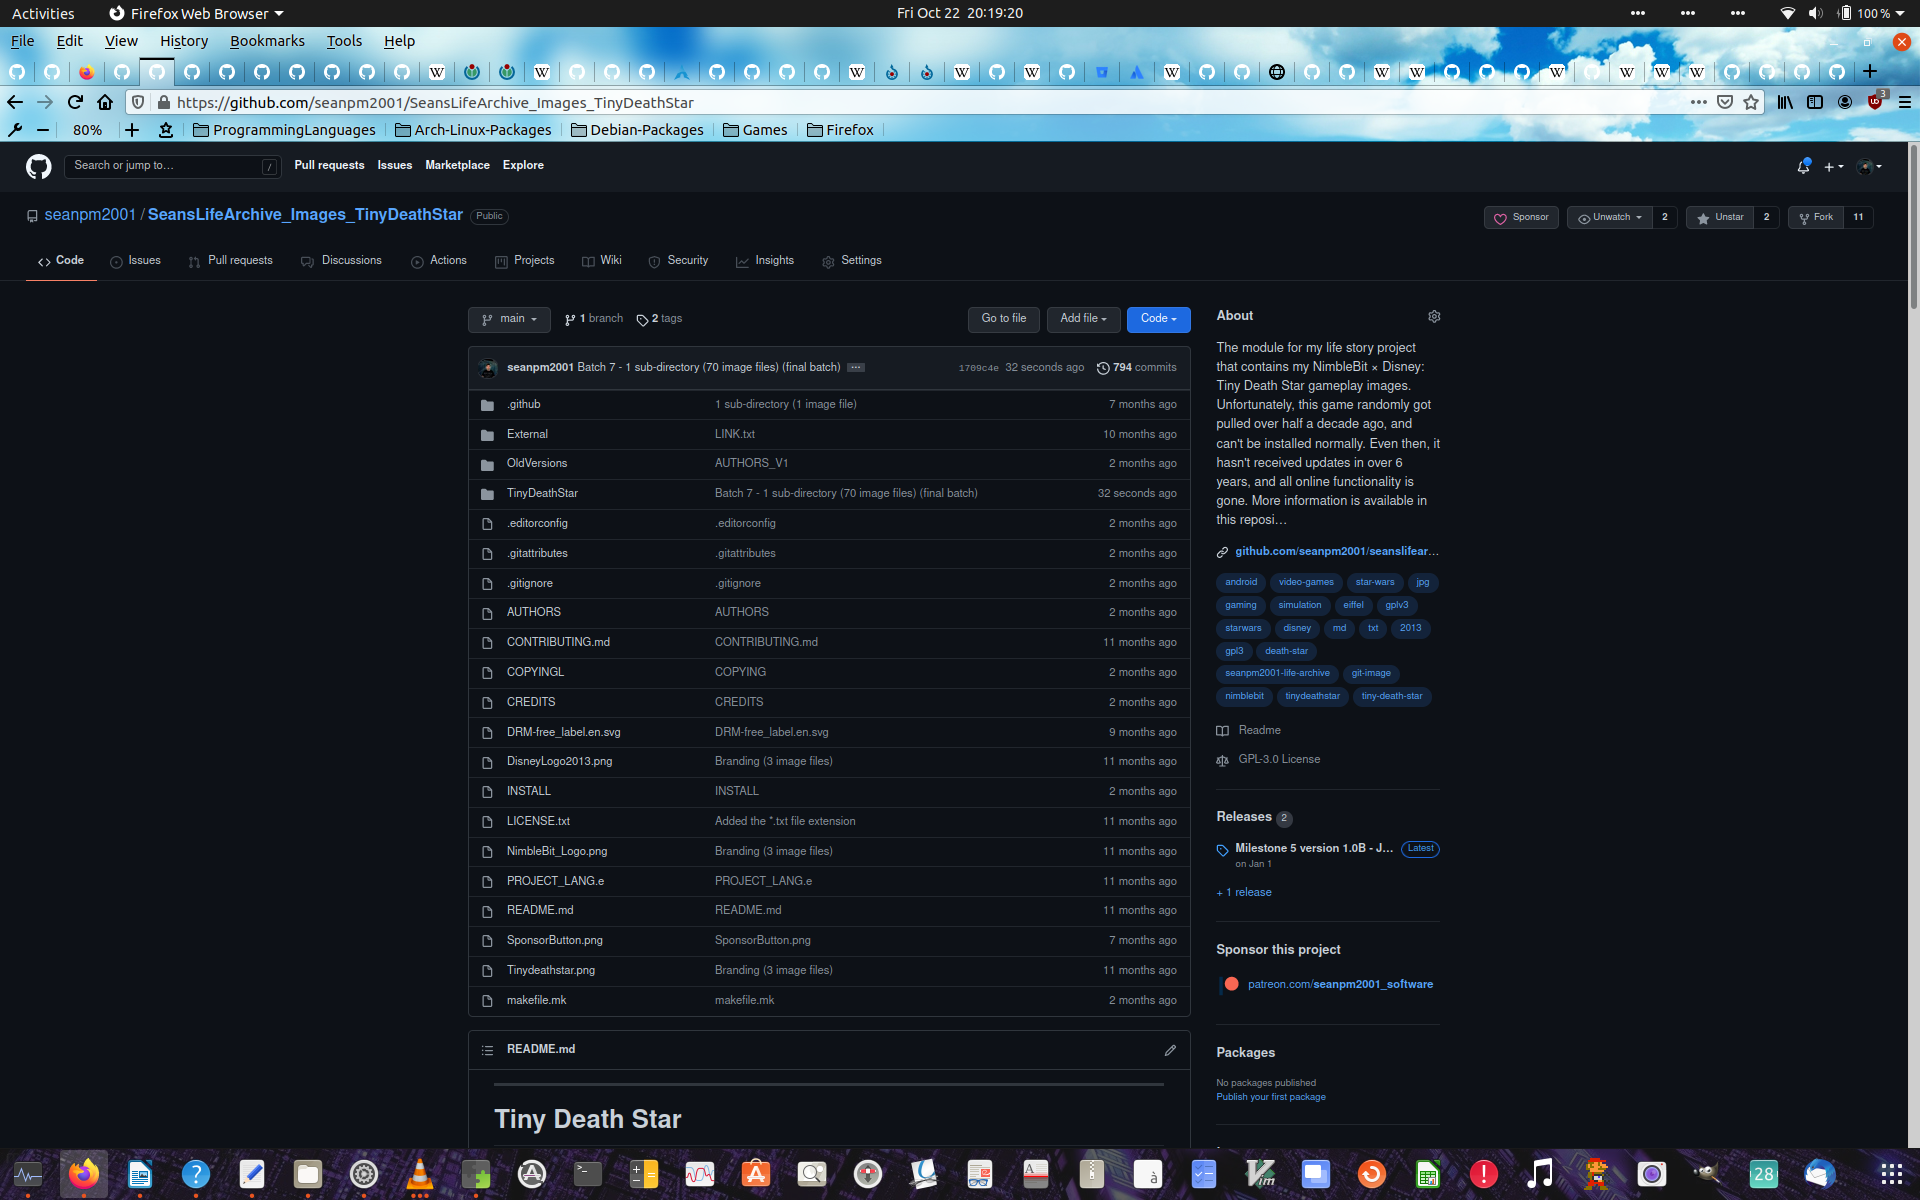 Activities Firefox Web Browser Fri Oct 22 20:19:20 100 %
File Edit View History Bookmarks Tools Help
https://github.com/seanpm2001/SeansLifeArchive_Images_TinyDeathStar 3
80% ProgrammingLanguages Arch-Linux-Packages Debian-Packages Games Firefox
Search or jump to… / Pull requests Issues Marketplace Explore
seanpm2001 / SeansLifeArchive_Images_TinyDeathStar Public Sponsor Unwatch 2 Unstar 2 Fork 11
Code Issues Pull requests Discussions Actions Projects Wiki Security Insights Settings
main 1 branch 2 tags Go to file Add file Code
seanpm2001 Batch 7 - 1 sub-directory (70 image files) (final batch) ... 1709c4e 32 seconds ago 794 commits
.github 1 sub-directory (1 image file) 7 months ago
External LINK.txt 10 months ago
OldVersions AUTHORS_V1 2 months ago
TinyDeathStar Batch 7 - 1 sub-directory (70 image files) (final batch) 32 seconds ago
.editorconfig .editorconfig 2 months ago
.gitattributes .gitattributes 2 months ago
.gitignore .gitignore 2 months ago
AUTHORS AUTHORS 2 months ago
CONTRIBUTING.md CONTRIBUTING.md 11 months ago
COPYINGL COPYING 2 months ago
CREDITS CREDITS 2 months ago
DRM-free_label.en.svg DRM-free_label.en.svg 9 months ago
DisneyLogo2013.png Branding (3 image files) 11 months ago
INSTALL INSTALL 2 months ago
LICENSE.txt Added the *.txt file extension 11 months ago
NimbleBit_Logo.png Branding (3 image files) 11 months ago
PROJECT_LANG.e PROJECT_LANG.e 11 months ago
README.md README.md 11 months ago
SponsorButton.png SponsorButton.png 7 months ago
Tinydeathstar.png Branding (3 image files) 11 months ago
makefile.mk makefile.mk 2 months ago
README.md
Tiny Death Star
About
The module for my life story project
that contains my NimbleBit × Disney:
Tiny Death Star gameplay images.
Unfortunately, this game randomly got
pulled over half a decade ago, and
can't be installed normally. Even then, it
hasn't received updates in over 6
years, and all online functionality is
gone. More information is available in
this reposi…
github.com/seanpm2001/seanslifear…
android video-games star-wars jpg
gaming simulation eiffel gplv3
starwars disney md txt 2013
gpl3 death-star
seanpm2001-life-archive git-image
nimblebit tinydeathstar tiny-death-star
Readme
GPL-3.0 License
Releases 2
Milestone 5 version 1.0B - J... Latest
on Jan 1
+ 1 release
Sponsor this project
patreon.com/seanpm2001_software
Packages
No packages published
Publish your first package
28